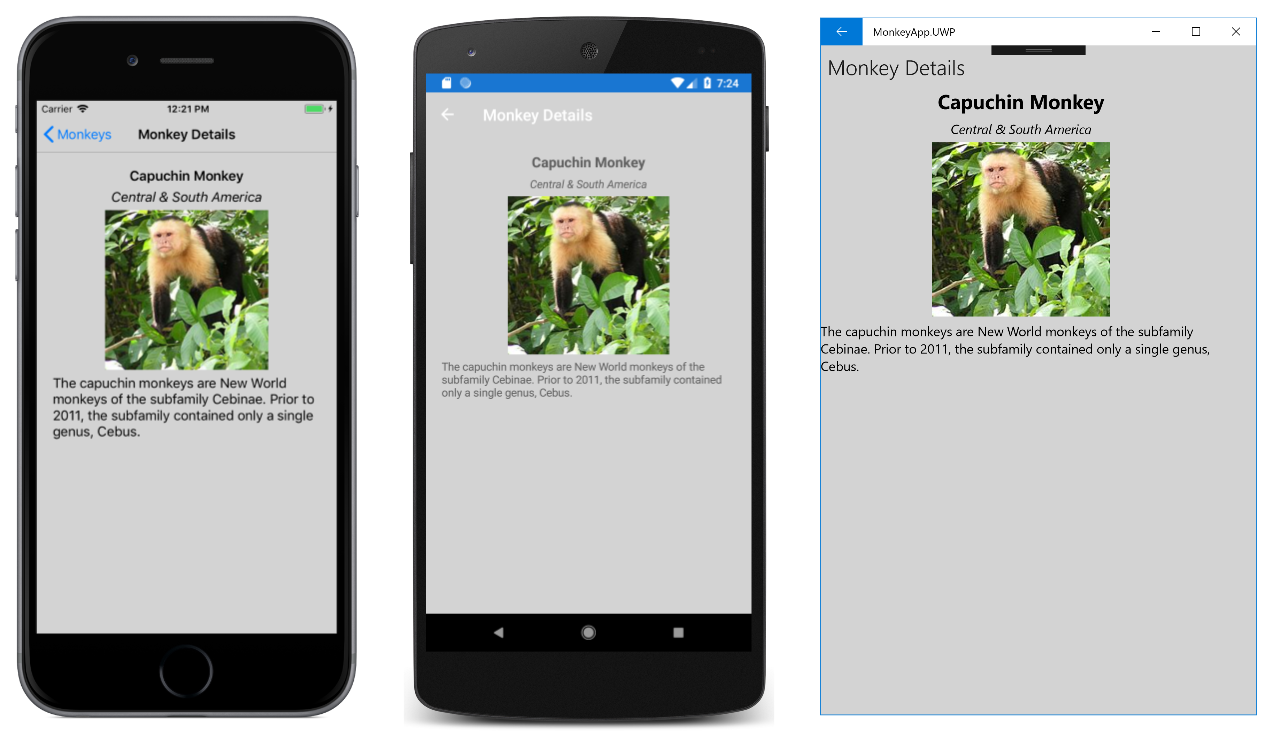 Carrier
12:21 PM
Monkeys
Monkey Details
Capuchin Monkey
Central & South America
The capuchin monkeys are New World
monkeys of the subfamily Cebinae. Prior to
2011, the subfamily contained only a single
genus, Cebus.
7:24
Monkey Details
Capuchin Monkey
Central & South America
The capuchin monkeys are New World monkeys of the
subfamily Cebinae. Prior to 2011, the subfamily contained
only a single genus, Cebus.
MonkeyApp.UWP
Monkey Details
Capuchin Monkey
Central & South America
The capuchin monkeys are New World monkeys of the subfamily
Cebinae. Prior to 2011, the subfamily contained only a single genus,
Cebus.